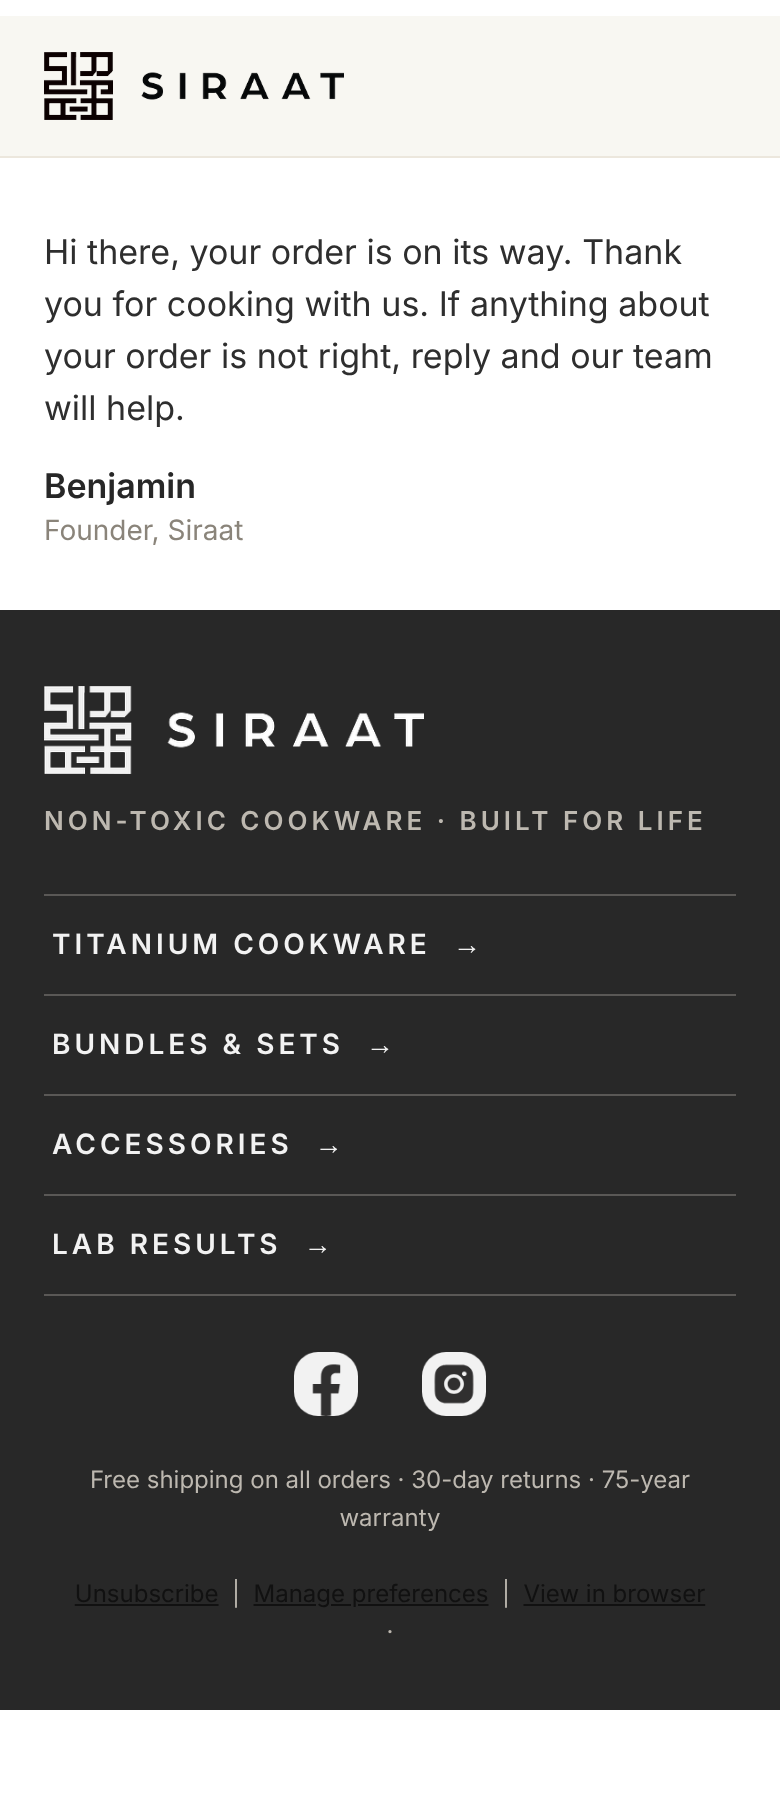 SIRAAT
Hi there, your order is on its way. Thank
you for cooking with us. If anything about
your order is not right, reply and our team
will help.
Benjamin
Founder, Siraat
SIRAAT
NON-TOXIC COOKWARE · BUILT FOR LIFE
TITANIUM COOKWARE →
BUNDLES & SETS →
ACCESSORIES →
LAB RESULTS →
Free shipping on all orders · 30-day returns · 75-year
warranty
Unsubscribe | Manage preferences | View in browser
.